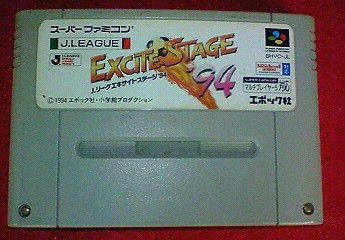 スーパーファミコン
J.LEAGUE
EXCITE STAGE '94
Jリーグエキサイトステージ'94
SHVC-JL
©1994 エポック社・小学館プロダクション
マルチプレイヤー5
エポック社